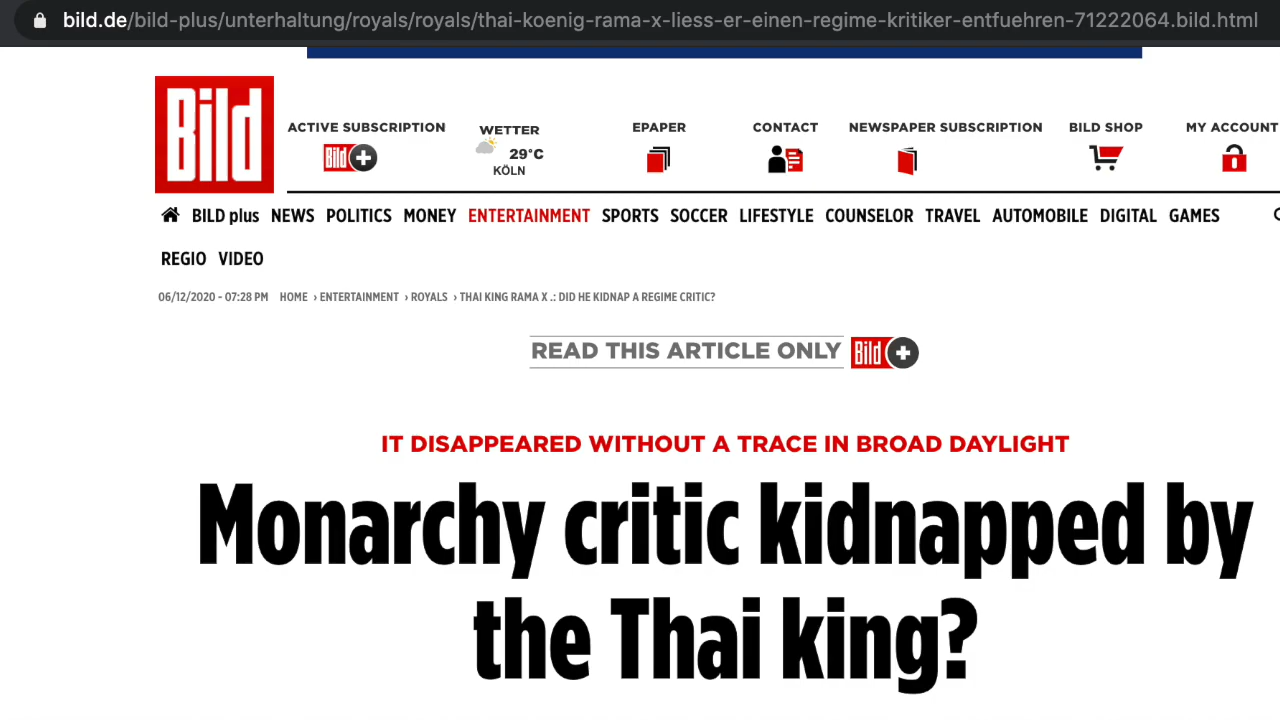 bild.de/bild-plus/unterhaltung/royals/royals/thai-koenig-rama-x-liess-er-einen-regime-kritiker-entfuehren-71222064.bild.html
Bild
ACTIVE SUBSCRIPTION
Bild
WETTER
29°C
KÖLN
EPAPER
CONTACT
NEWSPAPER SUBSCRIPTION
BILD SHOP
MY ACCOUNT
BILD plus NEWS POLITICS MONEY ENTERTAINMENT SPORTS SOCCER LIFESTYLE COUNSELOR TRAVEL AUTOMOBILE DIGITAL GAMES
REGIO VIDEO
06/12/2020 - 07:28 PM HOME › ENTERTAINMENT › ROYALS › THAI KING RAMA X .: DID HE KIDNAP A REGIME CRITIC?
READ THIS ARTICLE ONLY Bild
IT DISAPPEARED WITHOUT A TRACE IN BROAD DAYLIGHT
Monarchy critic kidnapped by
the Thai king?